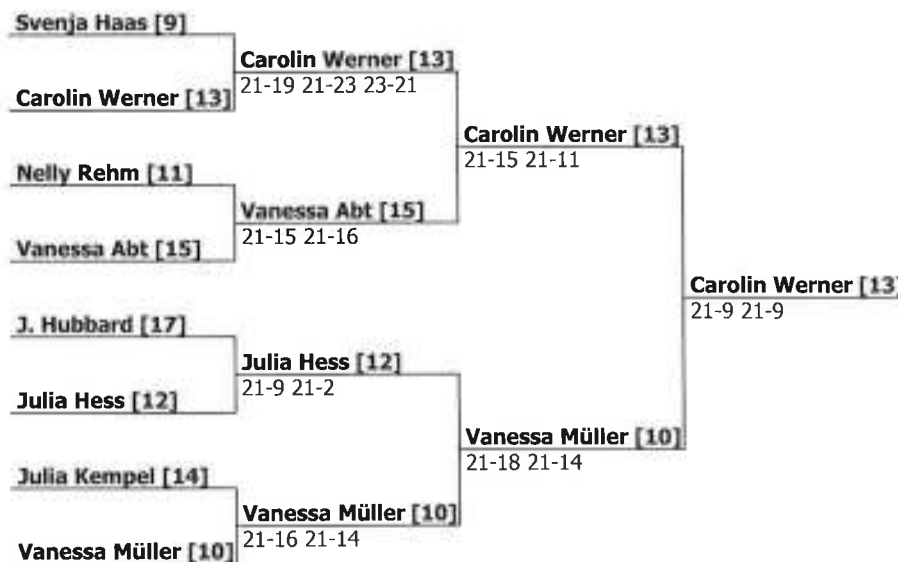 Svenja Haas [9]
Carolin Werner [13]
21-19 21-23 23-21
Carolin Werner [13]
Carolin Werner [13]
21-15 21-11
Nelly Rehm [11]
Vanessa Abt [15]
21-15 21-16
Vanessa Abt [15]
Carolin Werner [13]
21-9 21-9
J. Hubbard [17]
Julia Hess [12]
21-9 21-2
Julia Hess [12]
Vanessa Müller [10]
21-18 21-14
Julia Kempel [14]
Vanessa Müller [10]
21-16 21-14
Vanessa Müller [10]